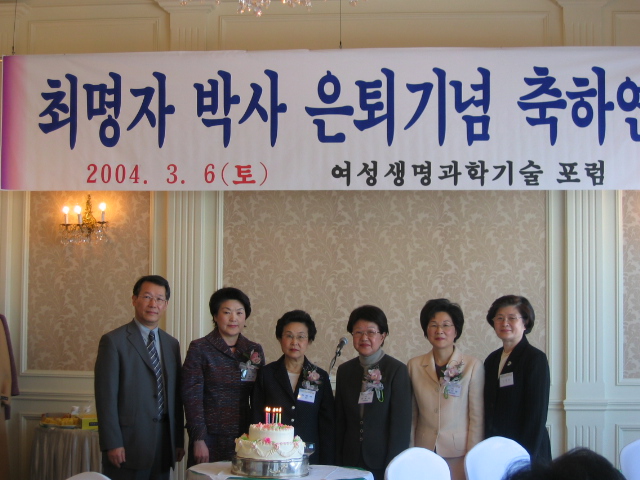 최명자 박사 은퇴기념 축하연
2004. 3. 6(토)
여성생명과학기술 포럼